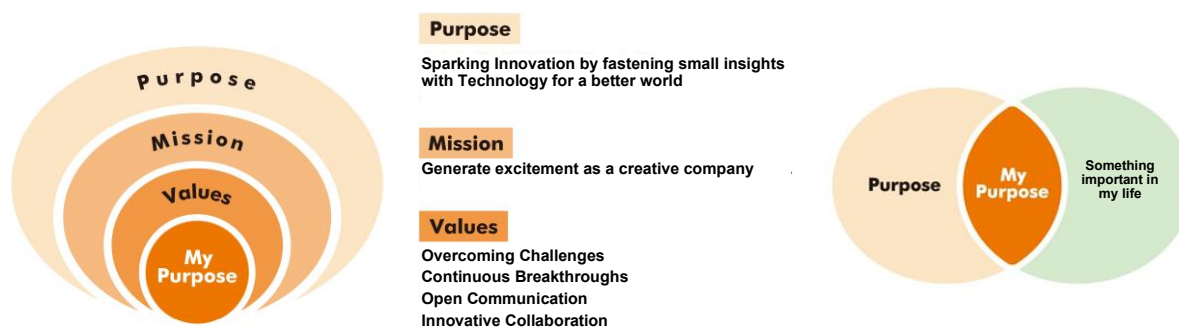 Purpose
Mission
Values
My
Purpose
Purpose
Sparking Innovation by fastening small insights
with Technology for a better world
Mission
Generate excitement as a creative company
Values
Overcoming Challenges
Continuous Breakthroughs
Open Communication
Innovative Collaboration
Purpose
My
Purpose
Something
important in
my life